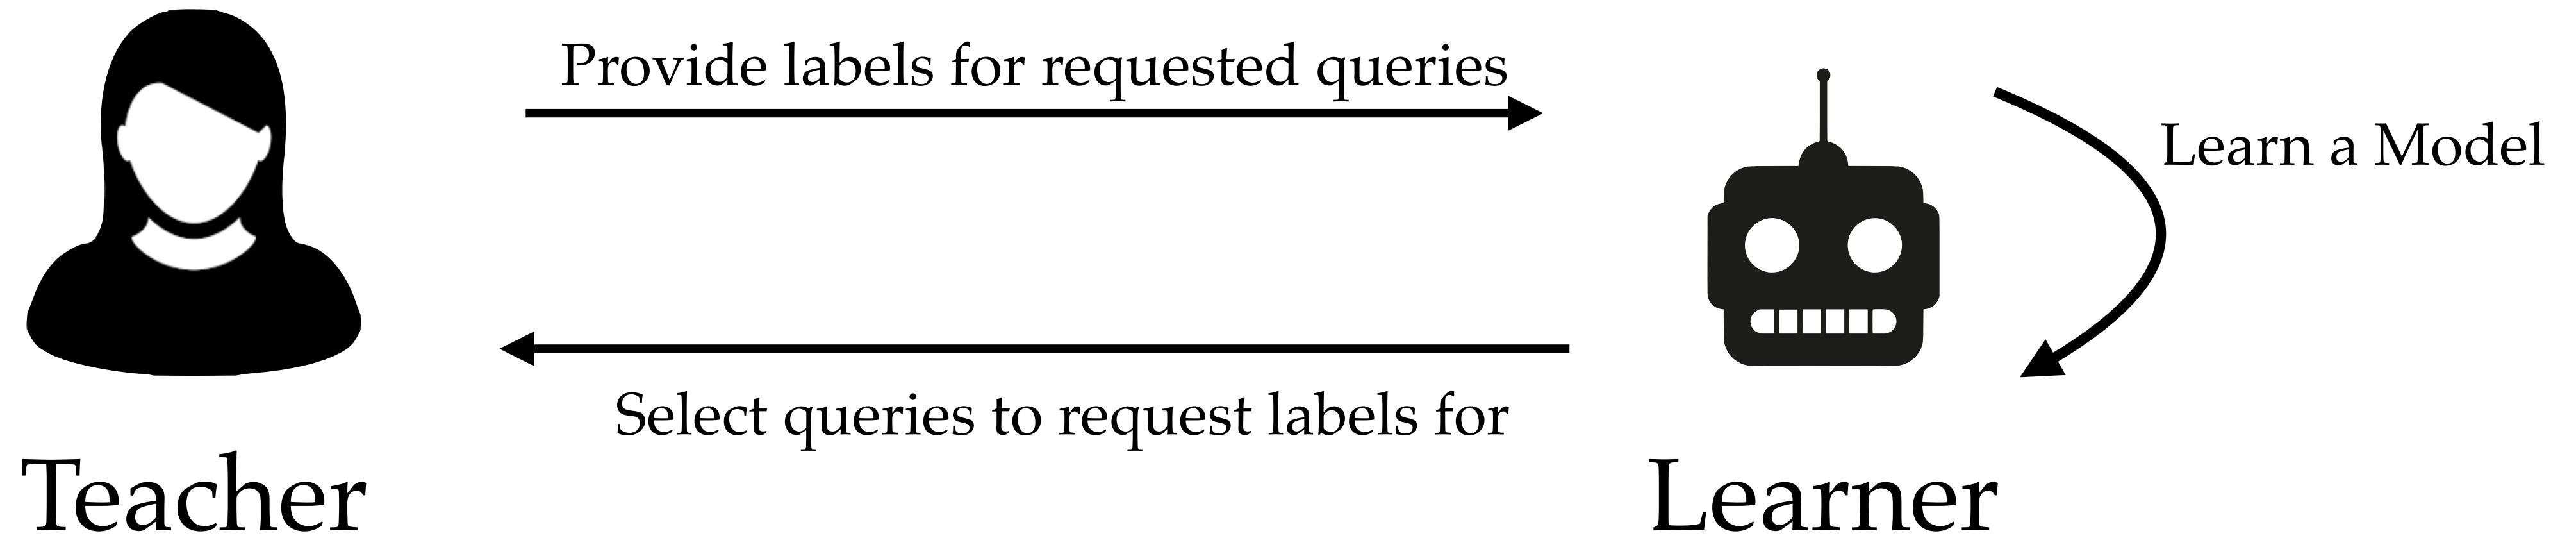 Provide labels for requested queries
Learn a Model
Select queries to request labels for
Teacher
Learner